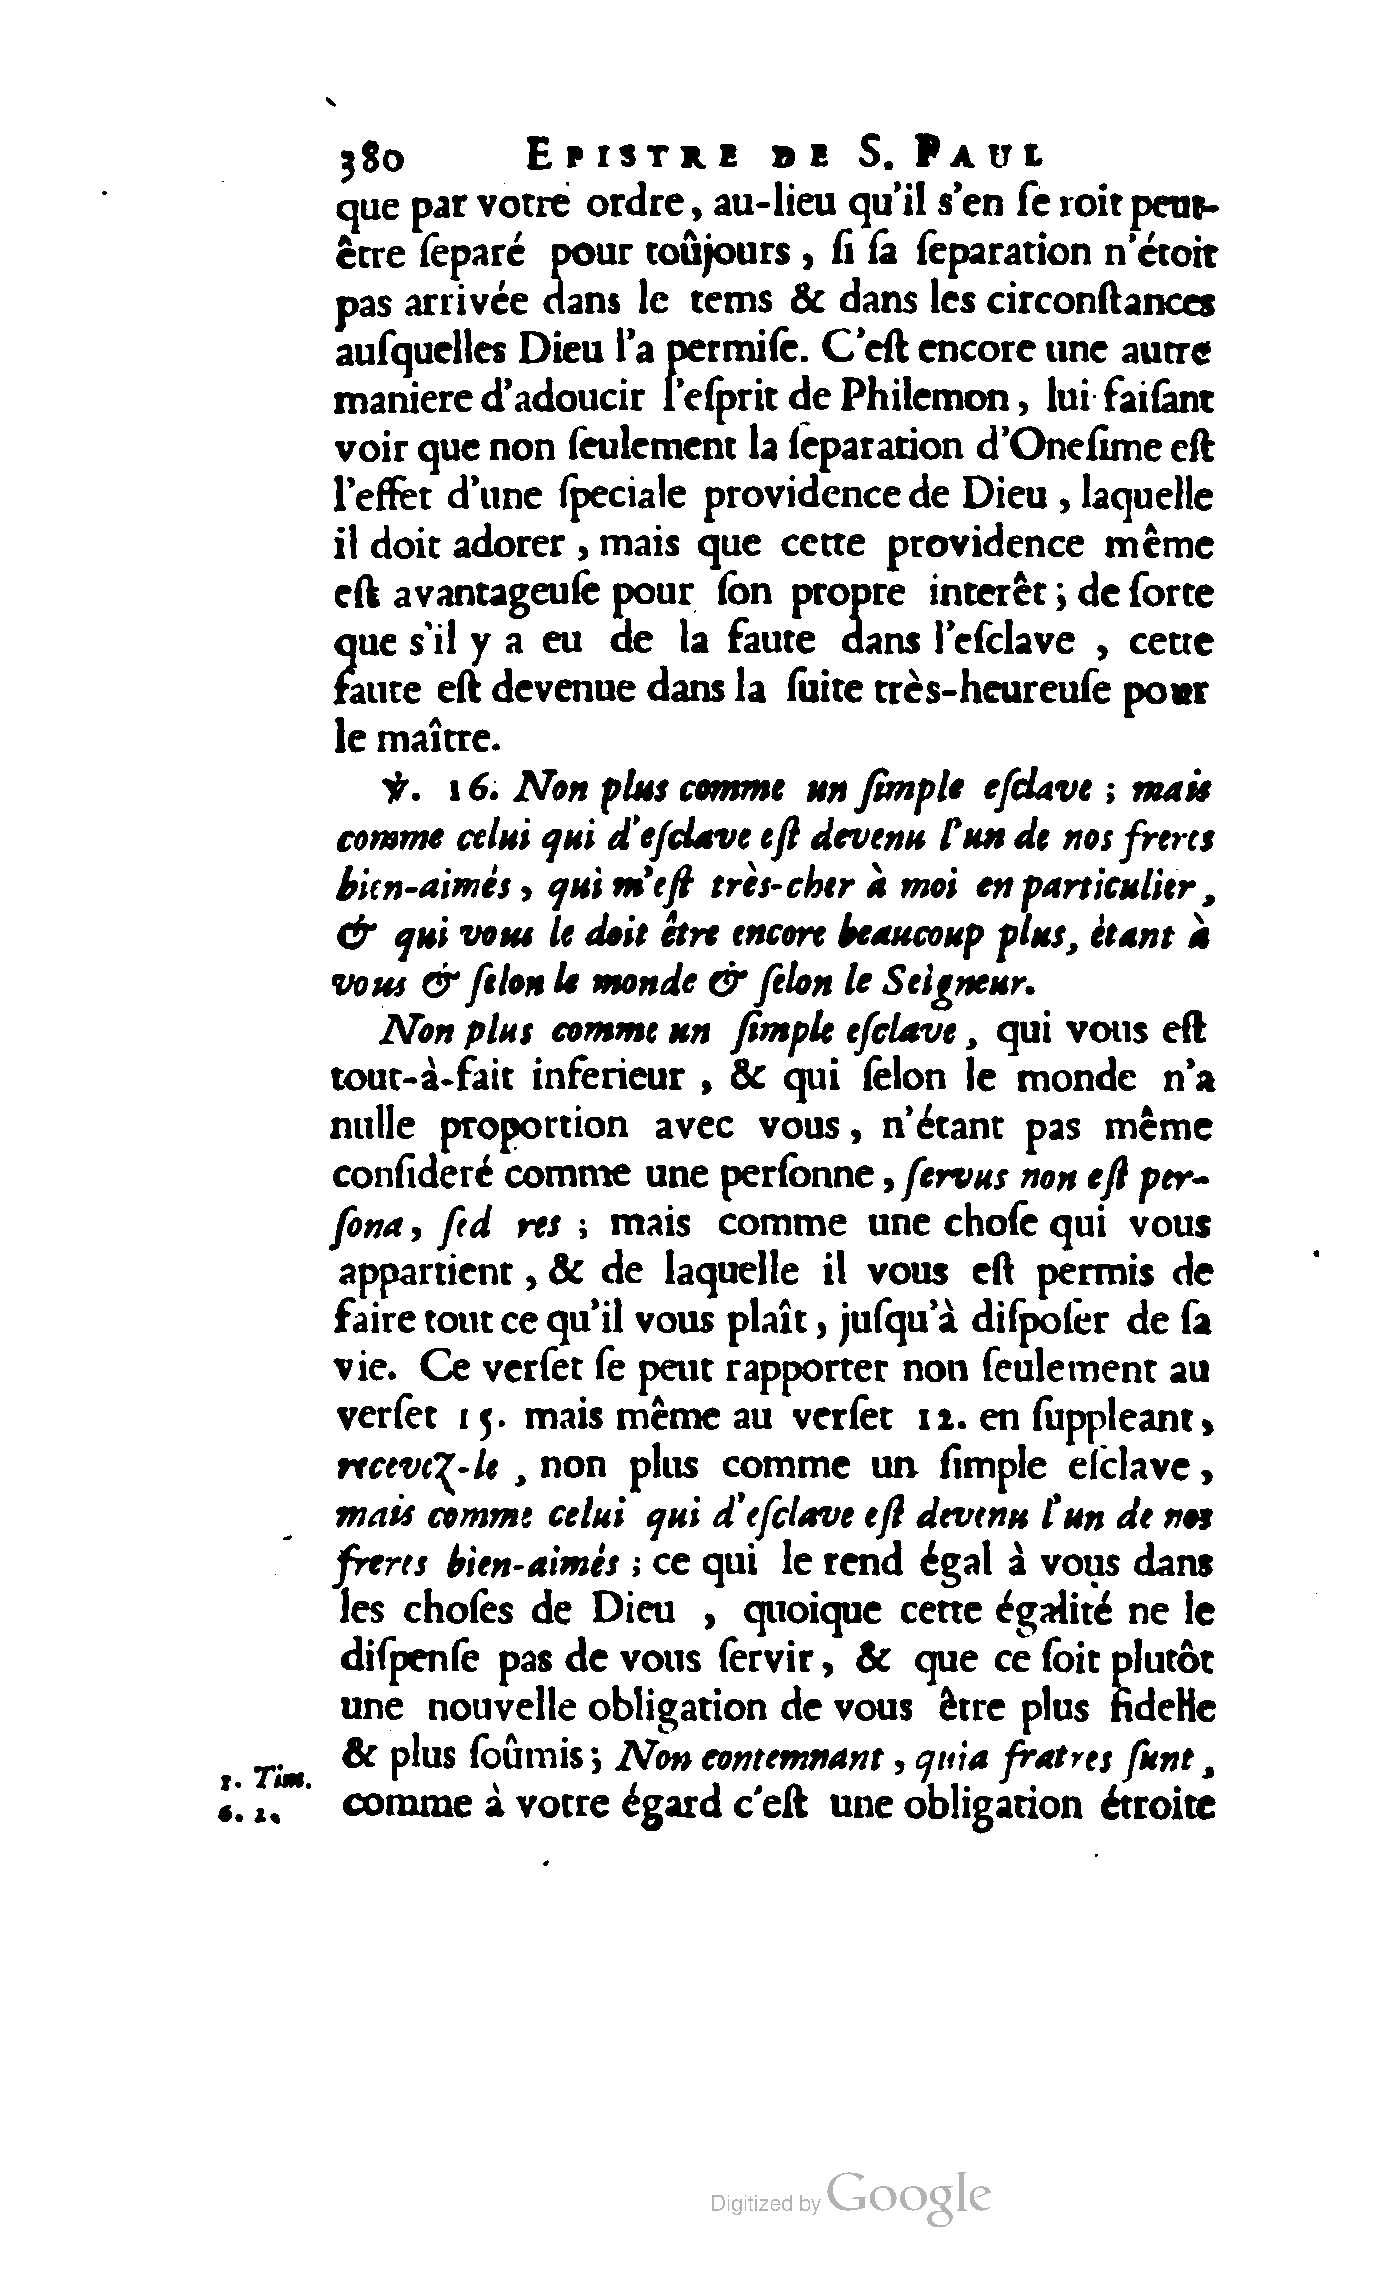 380 EPISTRE DE S. PAUL
que par votre ordre, au-lieu qu'il s'en ſe roit peut-
être ſeparé pour toûjours, ſi ſa ſeparation n'étoit
pas arrivée dans le tems & dans les circonſtances
auſquelles Dieu l'a permiſe. C'eſt encore une autre
maniere d'adoucir l'eſprit de Philemon, lui faiſant
voir que non ſeulement la ſeparation d'Oneſime eſt
l'effet d'une ſpeciale providence de Dieu, laquelle
il doit adorer, mais que cette providence même
eſt avantageuſe pour ſon propre interêt; de ſorte
que s'il y a eu de la faute dans l'eſclave, cette
faute eſt devenue dans la ſuite très-heureuſe pour
le maître.
℣. 16. Non plus comme un ſimple eſclave; mais
comme celui qui d'eſclave eſt devenu l'un de nos freres
bien-aimés, qui m'eſt très-cher à moi en particulier,
& qui vous le doit être encore beaucoup plus, étant à
vous & ſelon le monde & ſelon le Seigneur.
Non plus comme un ſimple eſclave, qui vous eſt
tout-à-fait inferieur, & qui ſelon le monde n'a
nulle proportion avec vous, n'étant pas même
conſideré comme une perſonne, ſervus non eſt per-
ſona, ſed res; mais comme une choſe qui vous
appartient, & de laquelle il vous eſt permis de
faire tout ce qu'il vous plaît, juſqu'à diſpoſer de ſa
vie. Ce verſet ſe peut rapporter non ſeulement au
verſet 15. mais même au verſet 12. en ſuppleant,
recevez-le, non plus comme un ſimple eſclave,
mais comme celui qui d'eſclave eſt devenu l'un de nos
freres bien-aimés; ce qui le rend égal à vous dans
les choſes de Dieu, quoique cette égalité ne le
diſpenſe pas de vous ſervir, & que ce ſoit plutôt
une nouvelle obligation de vous être plus fidelle
& plus ſoûmis; Non contemnant, quia fratres ſunt,
1. Tim.
6. 2.
comme à votre égard c'eſt une obligation étroite
Digitized by Google